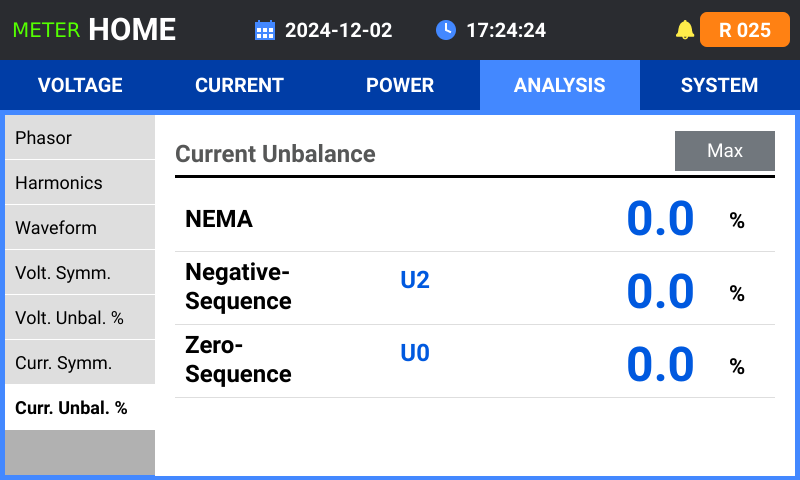 METER HOME 2024-12-02 17:24:24 R 025
VOLTAGE CURRENT POWER ANALYSIS SYSTEM
Phasor
Harmonics
Waveform
Volt. Symm.
Volt. Unbal. %
Curr. Symm.
Curr. Unbal. %
Current Unbalance Max
NEMA 0.0 %
Negative-
Sequence U2 0.0 %
Zero-
Sequence U0 0.0 %